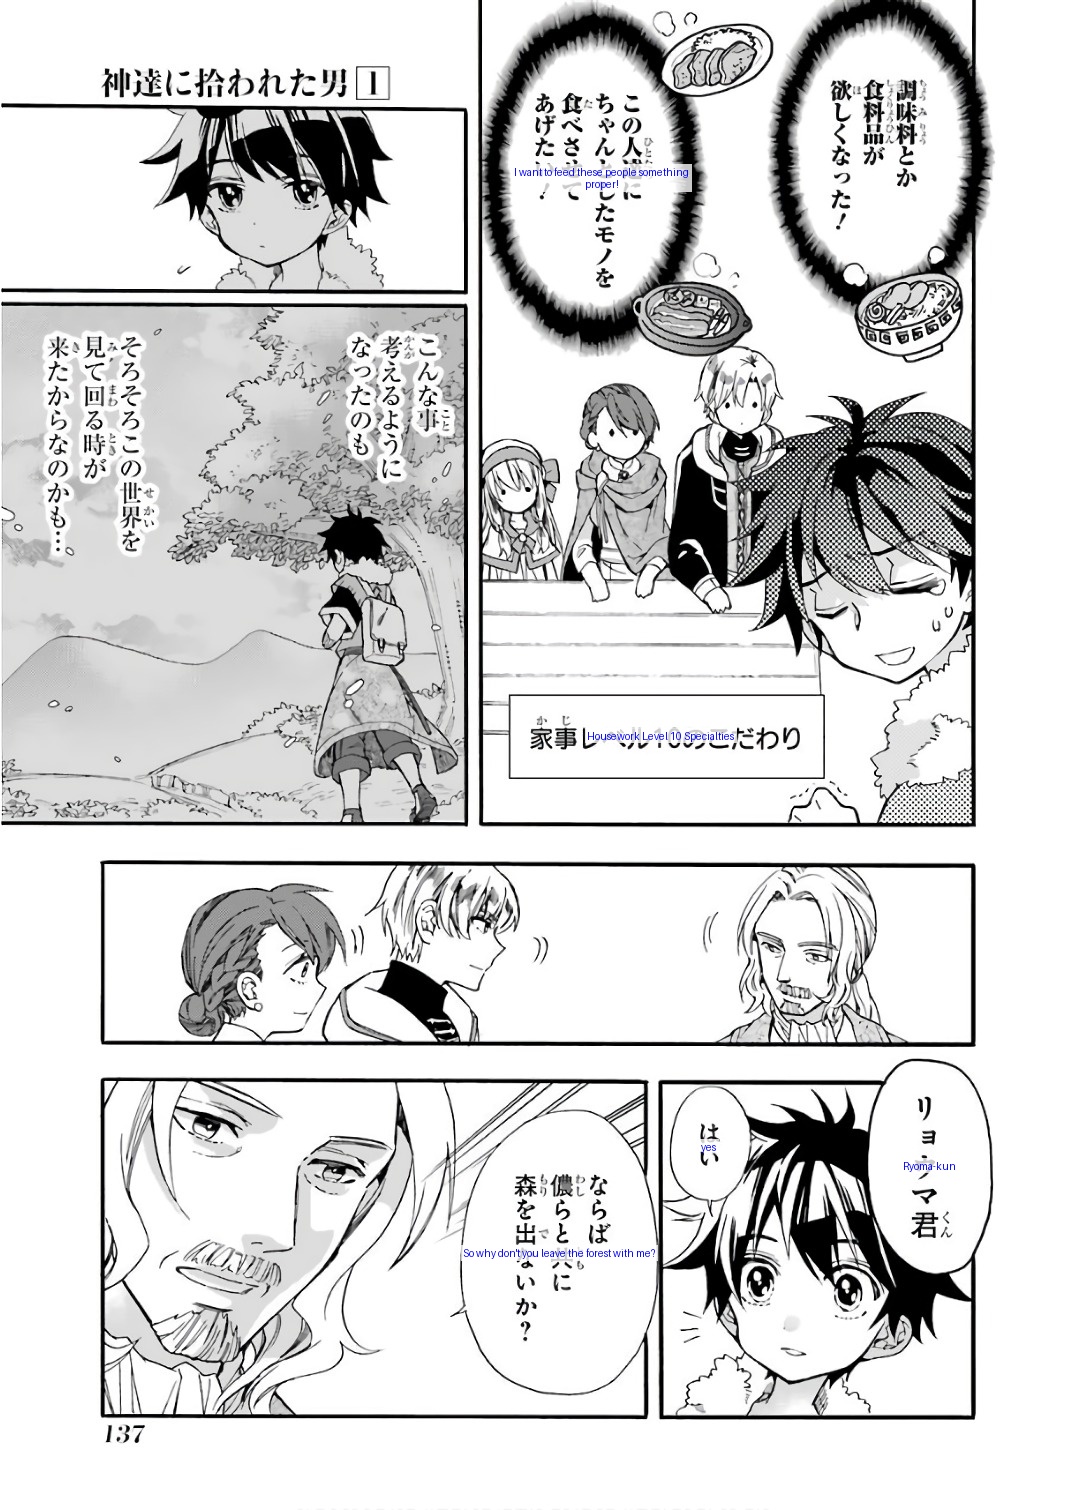 神達に拾われた男 1
調味料とか
食料品が
欲しくなった！
この人達に
ちゃんとしたモノを
食べさせて
あげたい！
I want to feed these people something
proper!
家事レベル10のこだわり
Housework Level 10 Specialties
こんな事
考えるように
なったのも
そろそろこの世界を
見て回る時が
来たからなのかも…
リョウマ君
Ryoma-kun
はい
yes
ならば
儂らと共に
森を出ないか？
So why don't you leave the forest with me?
137